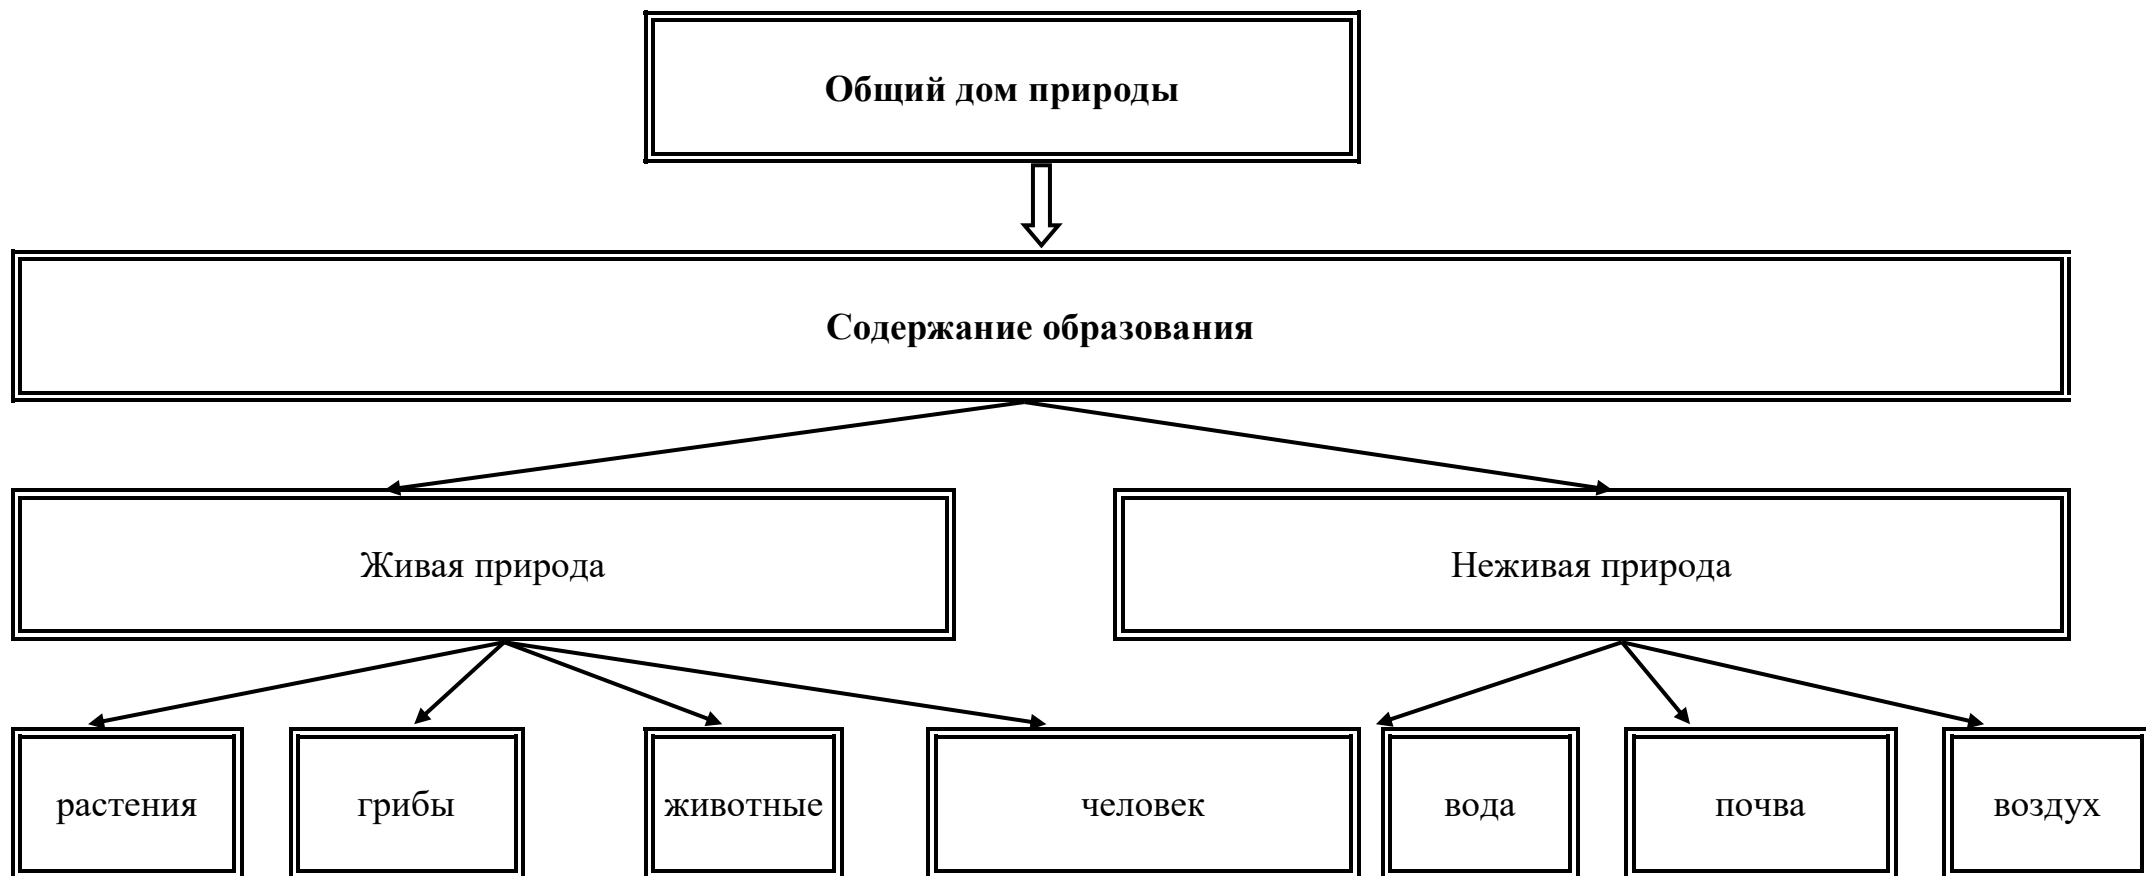 Общий дом природы
Содержание образования
Живая природа
Неживая природа
растения
грибы
животные
человек
вода
почва
воздух